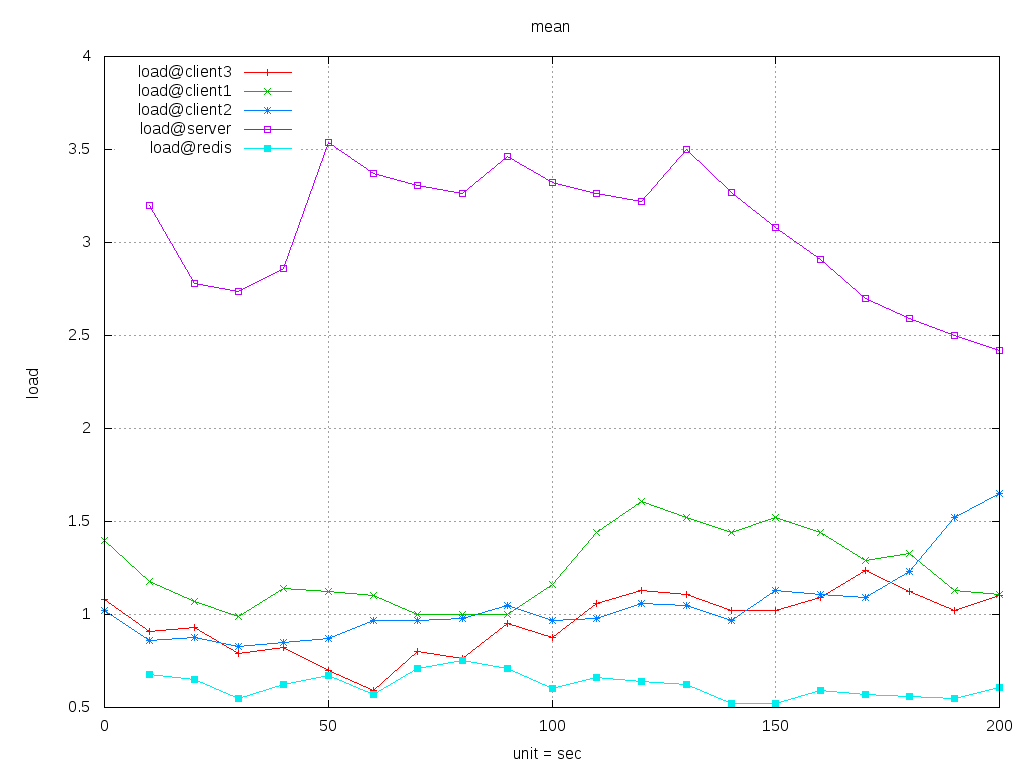 mean
load@client3
load@client1
load@client2
load@server
load@redis
4
3.5
3
2.5
2
1.5
1
0.5
load
0 50 100 150 200
unit = sec